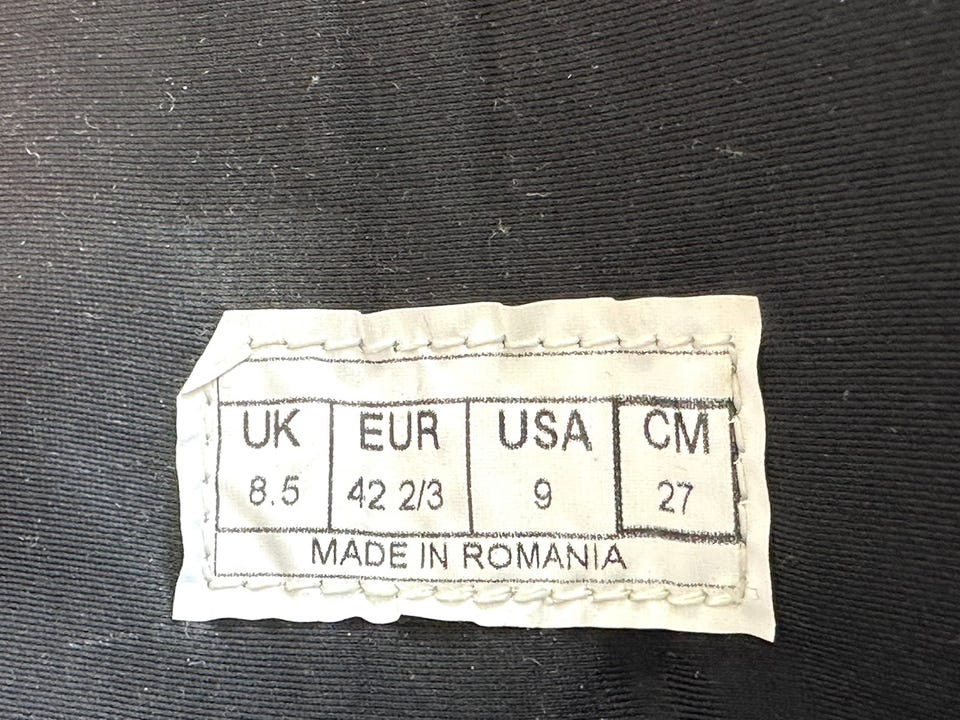 UK EUR USA CM
8.5 42 2/3 9 27
MADE IN ROMANIA